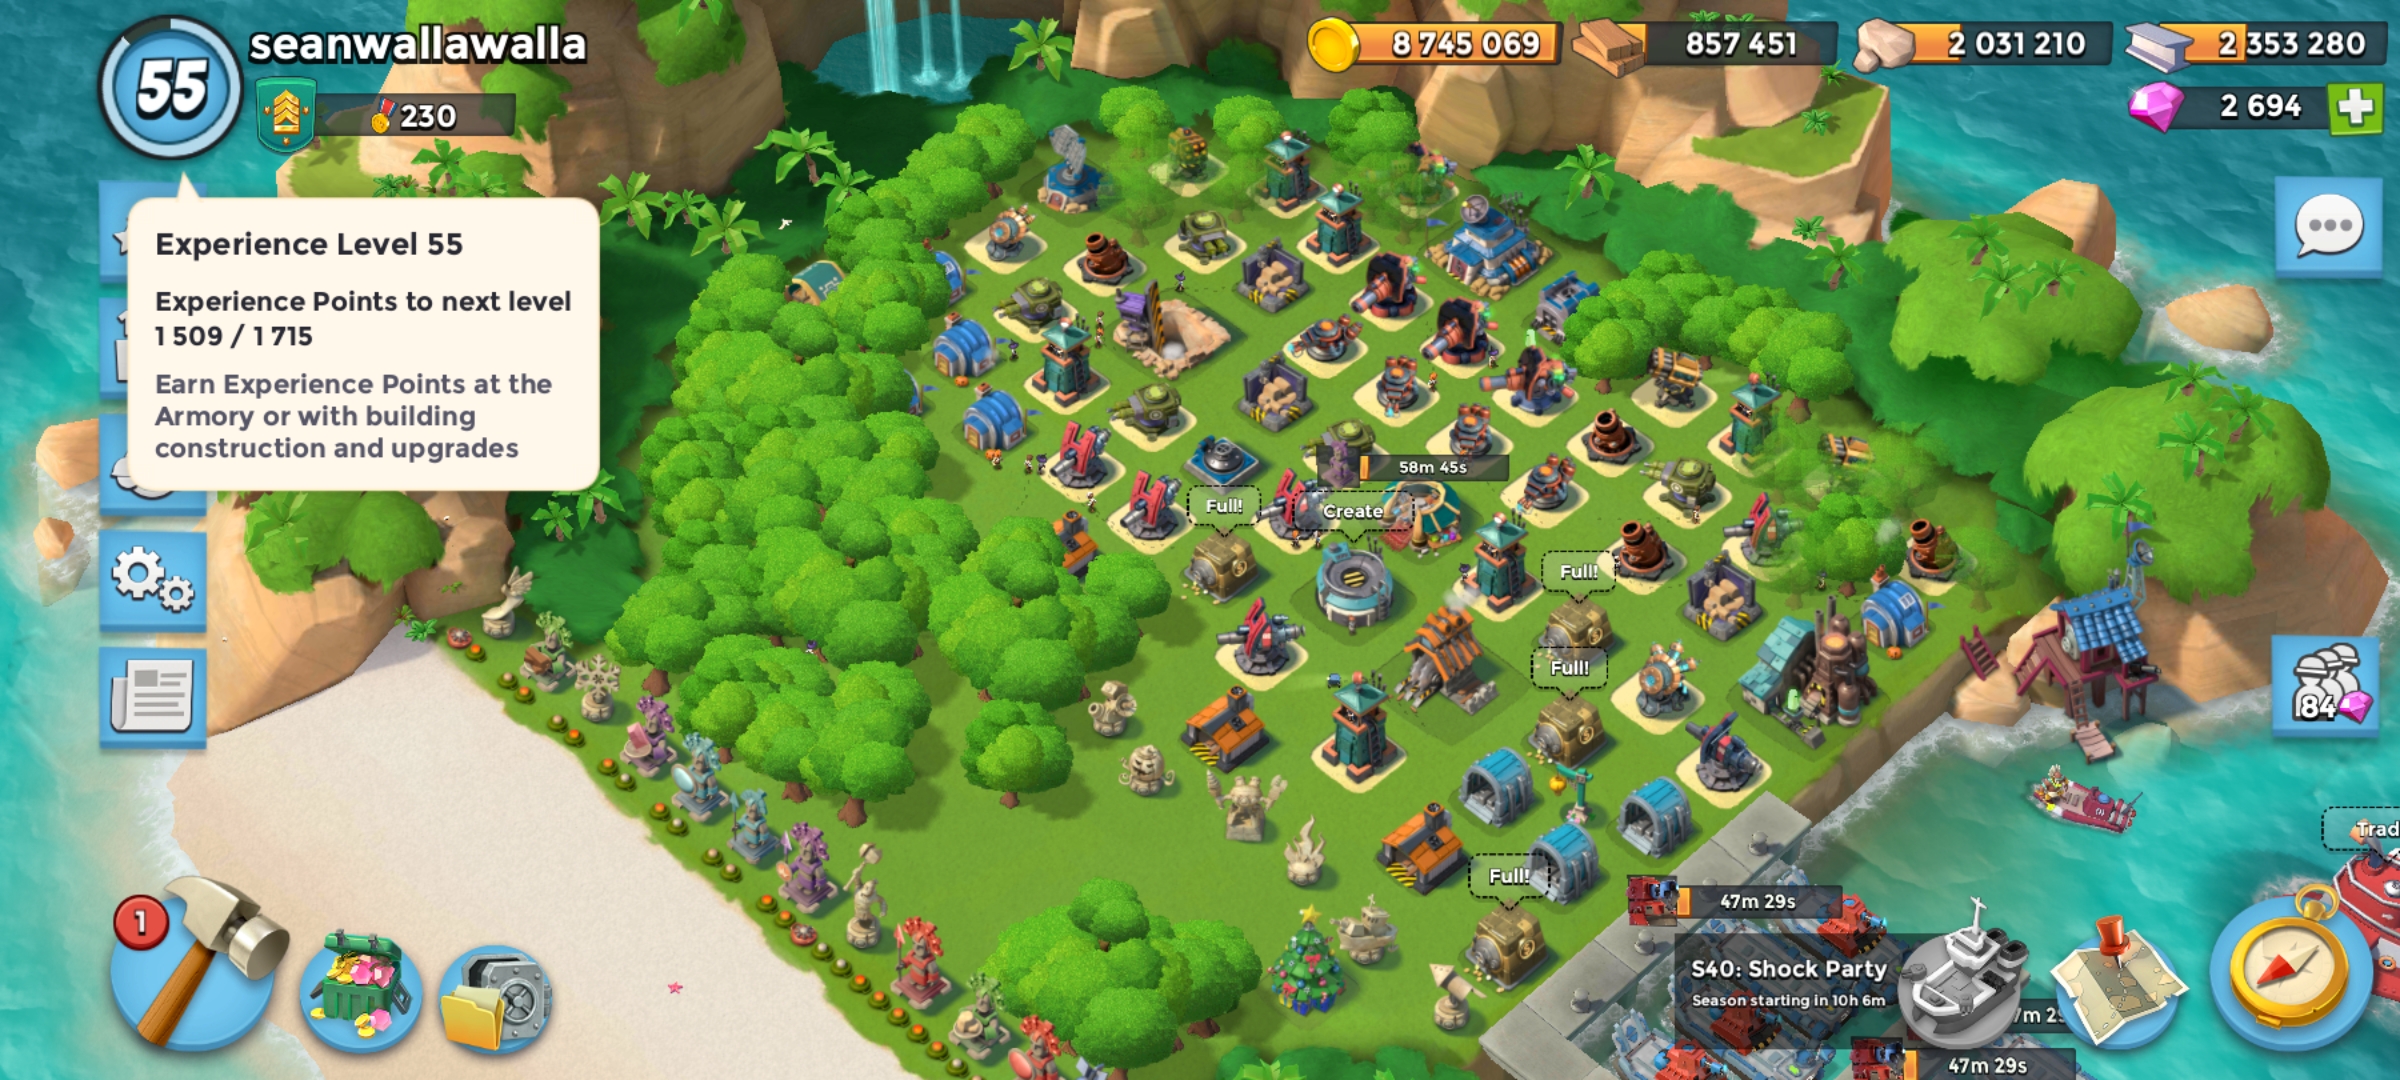 55
seanwallawalla
230
8 745 069
857 451
2 031 210
2 353 280
2 694
Experience Level 55
Experience Points to next level
1 509 / 1 715
Earn Experience Points at the
Armory or with building
construction and upgrades
58m 45s
Full!
Create
Full!
Full!
84
Full!
47m 29s
1
S40: Shock Party
Season starting in 10h 6m
47m 29s